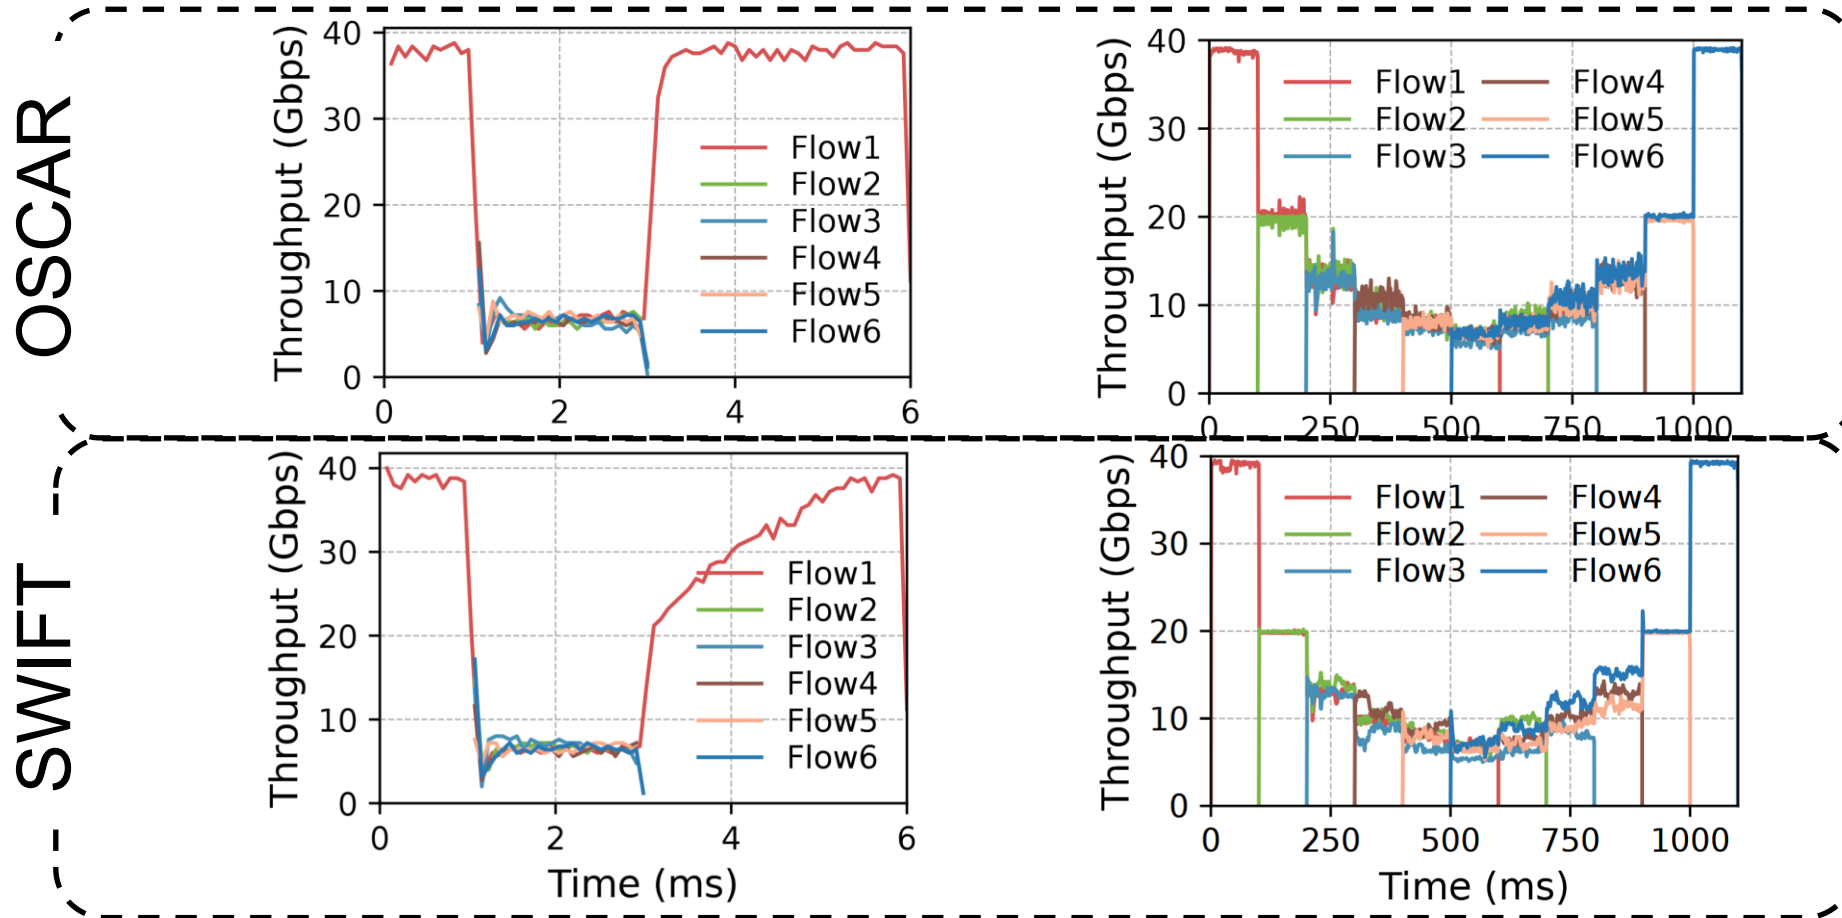 OSCAR
Throughput (Gbps)
40
30
20
10
0
0 2 4 6
Flow1
Flow2
Flow3
Flow4
Flow5
Flow6
Throughput (Gbps)
40
30
20
10
0
0 250 500 750 1000
Flow1 Flow4
Flow2 Flow5
Flow3 Flow6
SWIFT
Throughput (Gbps)
40
30
20
10
0
0 2 4 6
Time (ms)
Flow1
Flow2
Flow3
Flow4
Flow5
Flow6
Throughput (Gbps)
40
30
20
10
0
0 250 500 750 1000
Time (ms)
Flow1 Flow4
Flow2 Flow5
Flow3 Flow6